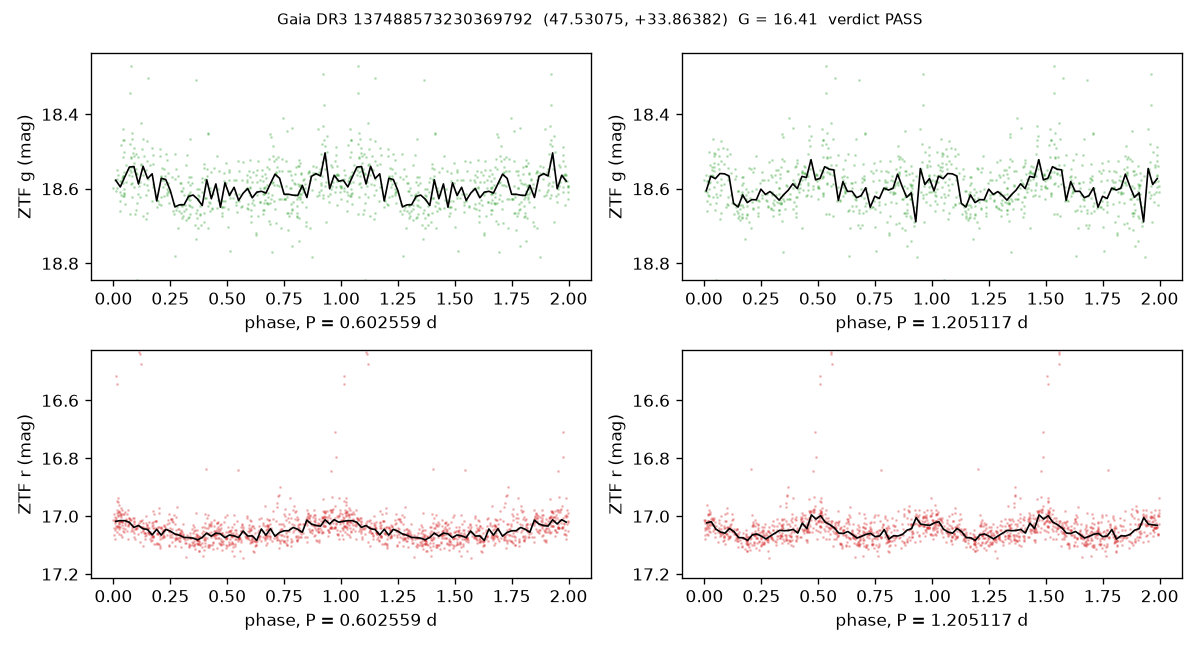 Gaia DR3 137488573230369792  (47.53075, +33.86382)  G = 16.41  verdict PASS
ZTF g (mag)
18.4
18.6
18.8
0.00 0.25 0.50 0.75 1.00 1.25 1.50 1.75 2.00
phase, P = 0.602559 d
ZTF g (mag)
18.4
18.6
18.8
0.00 0.25 0.50 0.75 1.00 1.25 1.50 1.75 2.00
phase, P = 1.205117 d
ZTF r (mag)
16.6
16.8
17.0
17.2
0.00 0.25 0.50 0.75 1.00 1.25 1.50 1.75 2.00
phase, P = 0.602559 d
ZTF r (mag)
16.6
16.8
17.0
17.2
0.00 0.25 0.50 0.75 1.00 1.25 1.50 1.75 2.00
phase, P = 1.205117 d